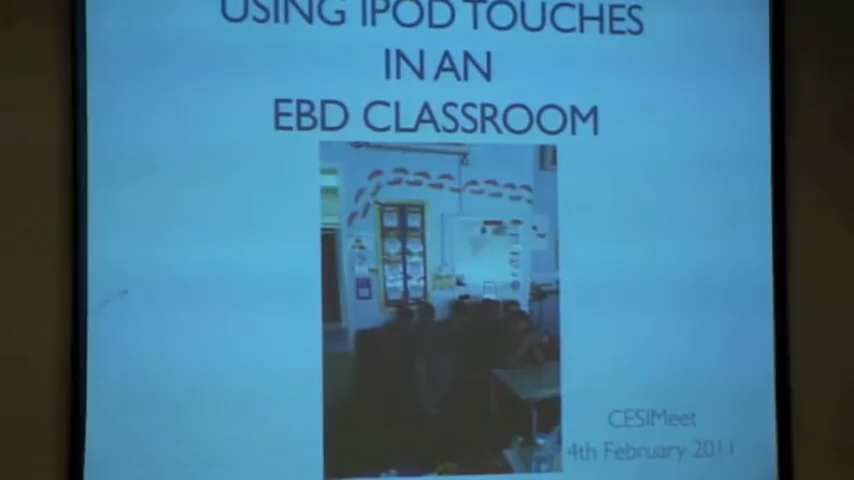 USING IPOD TOUCHES
IN AN
EBD CLASSROOM
CESIMeet
4th February 2011